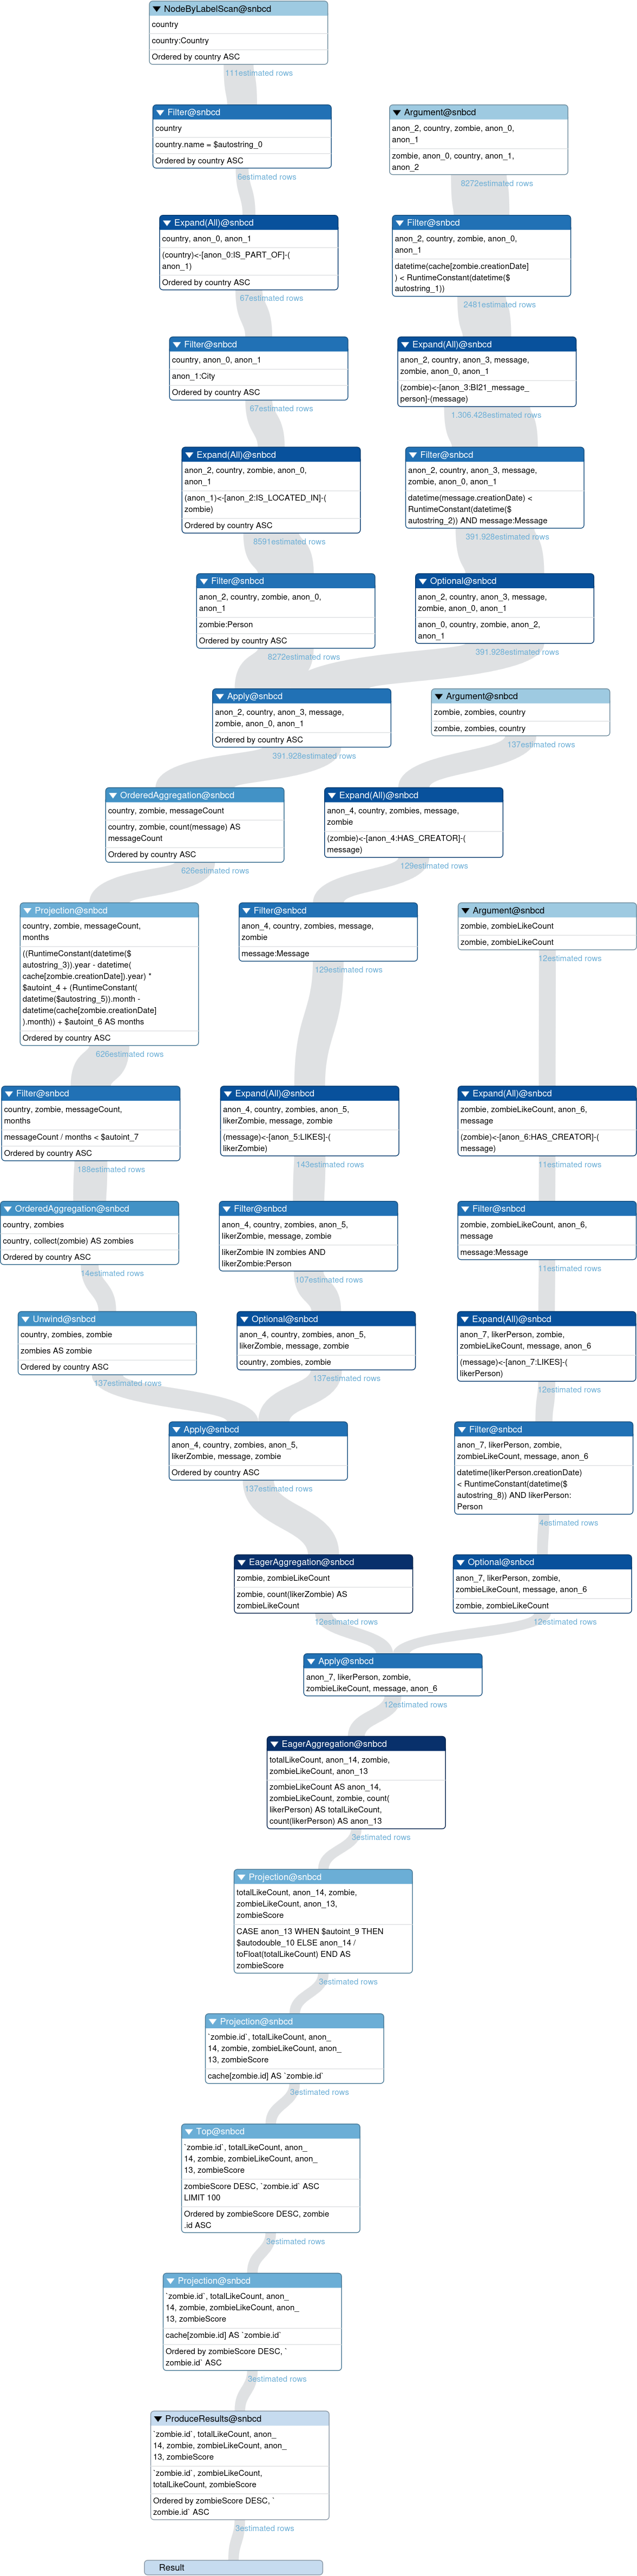 NodeByLabelScan@snbcd
country
country:Country
Ordered by country ASC
111estimated rows
Filter@snbcd
country
country.name = $autostring_0
Ordered by country ASC
6estimated rows
Argument@snbcd
anon_2, country, zombie, anon_0,
anon_1
zombie, anon_0, country, anon_1,
anon_2
8272estimated rows
Expand(All)@snbcd
country, anon_0, anon_1
(country)<-[anon_0:IS_PART_OF]-(
anon_1)
Ordered by country ASC
67estimated rows
Filter@snbcd
anon_2, country, zombie, anon_0,
anon_1
datetime(cache[zombie.creationDate]
) < RuntimeConstant(datetime($
autostring_1))
2481estimated rows
Filter@snbcd
country, anon_0, anon_1
anon_1:City
Ordered by country ASC
67estimated rows
Expand(All)@snbcd
anon_2, country, anon_3, message,
zombie, anon_0, anon_1
(zombie)<-[anon_3:BI21_message_
person]-(message)
1.306.428estimated rows
Expand(All)@snbcd
anon_2, country, zombie, anon_0,
anon_1
(anon_1)<-[anon_2:IS_LOCATED_IN]-(
zombie)
Ordered by country ASC
8591estimated rows
Filter@snbcd
anon_2, country, anon_3, message,
zombie, anon_0, anon_1
datetime(message.creationDate) <
RuntimeConstant(datetime($
autostring_2)) AND message:Message
391.928estimated rows
Filter@snbcd
anon_2, country, zombie, anon_0,
anon_1
zombie:Person
Ordered by country ASC
8272estimated rows
Optional@snbcd
anon_2, country, anon_3, message,
zombie, anon_0, anon_1
anon_0, country, zombie, anon_2,
anon_1
391.928estimated rows
Apply@snbcd
anon_2, country, anon_3, message,
zombie, anon_0, anon_1
Ordered by country ASC
391.928estimated rows
Argument@snbcd
zombie, zombies, country
zombie, zombies, country
137estimated rows
OrderedAggregation@snbcd
country, zombie, messageCount
country, zombie, count(message) AS
messageCount
Ordered by country ASC
626estimated rows
Expand(All)@snbcd
anon_4, country, zombies, message,
zombie
(zombie)<-[anon_4:HAS_CREATOR]-(
message)
129estimated rows
Projection@snbcd
country, zombie, messageCount,
months
((RuntimeConstant(datetime($
autostring_3)).year - datetime(
cache[zombie.creationDate]).year) *
$autoint_4 + (RuntimeConstant(
datetime($autostring_5)).month -
datetime(cache[zombie.creationDate]
).month)) + $autoint_6 AS months
Ordered by country ASC
626estimated rows
Filter@snbcd
anon_4, country, zombies, message,
zombie
message:Message
129estimated rows
Argument@snbcd
zombie, zombieLikeCount
zombie, zombieLikeCount
12estimated rows
Filter@snbcd
country, zombie, messageCount,
months
messageCount / months < $autoint_7
Ordered by country ASC
188estimated rows
Expand(All)@snbcd
anon_4, country, zombies, anon_5,
likerZombie, message, zombie
(message)<-[anon_5:LIKES]-(
likerZombie)
143estimated rows
Expand(All)@snbcd
zombie, zombieLikeCount, anon_6,
message
(zombie)<-[anon_6:HAS_CREATOR]-(
message)
11estimated rows
OrderedAggregation@snbcd
country, zombies
country, collect(zombie) AS zombies
Ordered by country ASC
14estimated rows
Filter@snbcd
anon_4, country, zombies, anon_5,
likerZombie, message, zombie
likerZombie IN zombies AND
likerZombie:Person
107estimated rows
Filter@snbcd
zombie, zombieLikeCount, anon_6,
message
message:Message
11estimated rows
Unwind@snbcd
country, zombies, zombie
zombies AS zombie
Ordered by country ASC
137estimated rows
Optional@snbcd
anon_4, country, zombies, anon_5,
likerZombie, message, zombie
country, zombies, zombie
137estimated rows
Expand(All)@snbcd
anon_7, likerPerson, zombie,
zombieLikeCount, message, anon_6
(message)<-[anon_7:LIKES]-(
likerPerson)
12estimated rows
Apply@snbcd
anon_4, country, zombies, anon_5,
likerZombie, message, zombie
Ordered by country ASC
137estimated rows
Filter@snbcd
anon_7, likerPerson, zombie,
zombieLikeCount, message, anon_6
datetime(likerPerson.creationDate)
< RuntimeConstant(datetime($
autostring_8)) AND likerPerson:
Person
4estimated rows
EagerAggregation@snbcd
zombie, zombieLikeCount
zombie, count(likerZombie) AS
zombieLikeCount
12estimated rows
Optional@snbcd
anon_7, likerPerson, zombie,
zombieLikeCount, message, anon_6
zombie, zombieLikeCount
12estimated rows
Apply@snbcd
anon_7, likerPerson, zombie,
zombieLikeCount, message, anon_6
12estimated rows
EagerAggregation@snbcd
totalLikeCount, anon_14, zombie,
zombieLikeCount, anon_13
zombieLikeCount AS anon_14,
zombieLikeCount, zombie, count(
likerPerson) AS totalLikeCount,
count(likerPerson) AS anon_13
3estimated rows
Projection@snbcd
totalLikeCount, anon_14, zombie,
zombieLikeCount, anon_13,
zombieScore
CASE anon_13 WHEN $autoint_9 THEN
$autodouble_10 ELSE anon_14 /
toFloat(totalLikeCount) END AS
zombieScore
3estimated rows
Projection@snbcd
`zombie.id`, totalLikeCount, anon_
14, zombie, zombieLikeCount, anon_
13, zombieScore
cache[zombie.id] AS `zombie.id`
3estimated rows
Top@snbcd
`zombie.id`, totalLikeCount, anon_
14, zombie, zombieLikeCount, anon_
13, zombieScore
zombieScore DESC, `zombie.id` ASC
LIMIT 100
Ordered by zombieScore DESC, zombie
.id ASC
3estimated rows
Projection@snbcd
`zombie.id`, totalLikeCount, anon_
14, zombie, zombieLikeCount, anon_
13, zombieScore
cache[zombie.id] AS `zombie.id`
Ordered by zombieScore DESC, `
zombie.id` ASC
3estimated rows
ProduceResults@snbcd
`zombie.id`, totalLikeCount, anon_
14, zombie, zombieLikeCount, anon_
13, zombieScore
`zombie.id`, zombieLikeCount,
totalLikeCount, zombieScore
Ordered by zombieScore DESC, `
zombie.id` ASC
3estimated rows
Result